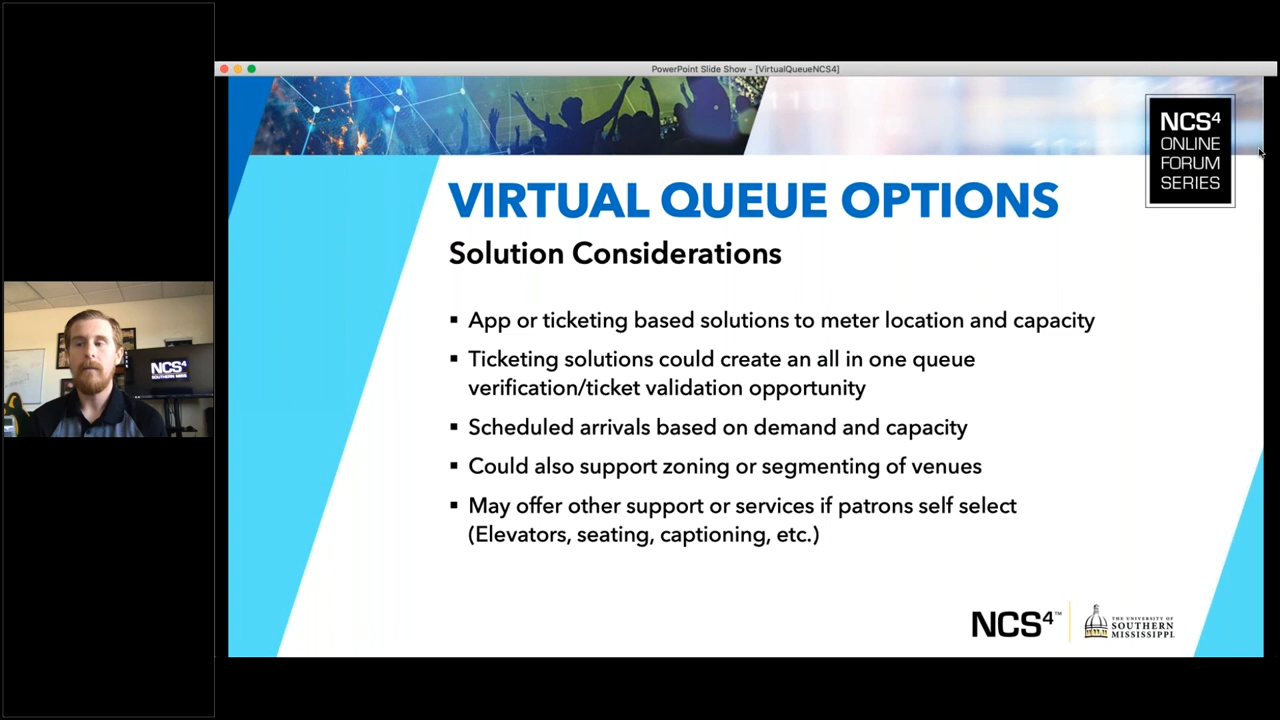 PowerPoint Slide Show - [VirtualQueueNCS4]
NCS⁴
ONLINE
FORUM
SERIES
VIRTUAL QUEUE OPTIONS
Solution Considerations
▪ App or ticketing based solutions to meter location and capacity
▪ Ticketing solutions could create an all in one queue
verification/ticket validation opportunity
▪ Scheduled arrivals based on demand and capacity
▪ Could also support zoning or segmenting of venues
▪ May offer other support or services if patrons self select
(Elevators, seating, captioning, etc.)
NCS⁴
SOUTHERN MISS
NCS⁴™
THE UNIVERSITY OF
SOUTHERN
MISSISSIPPI